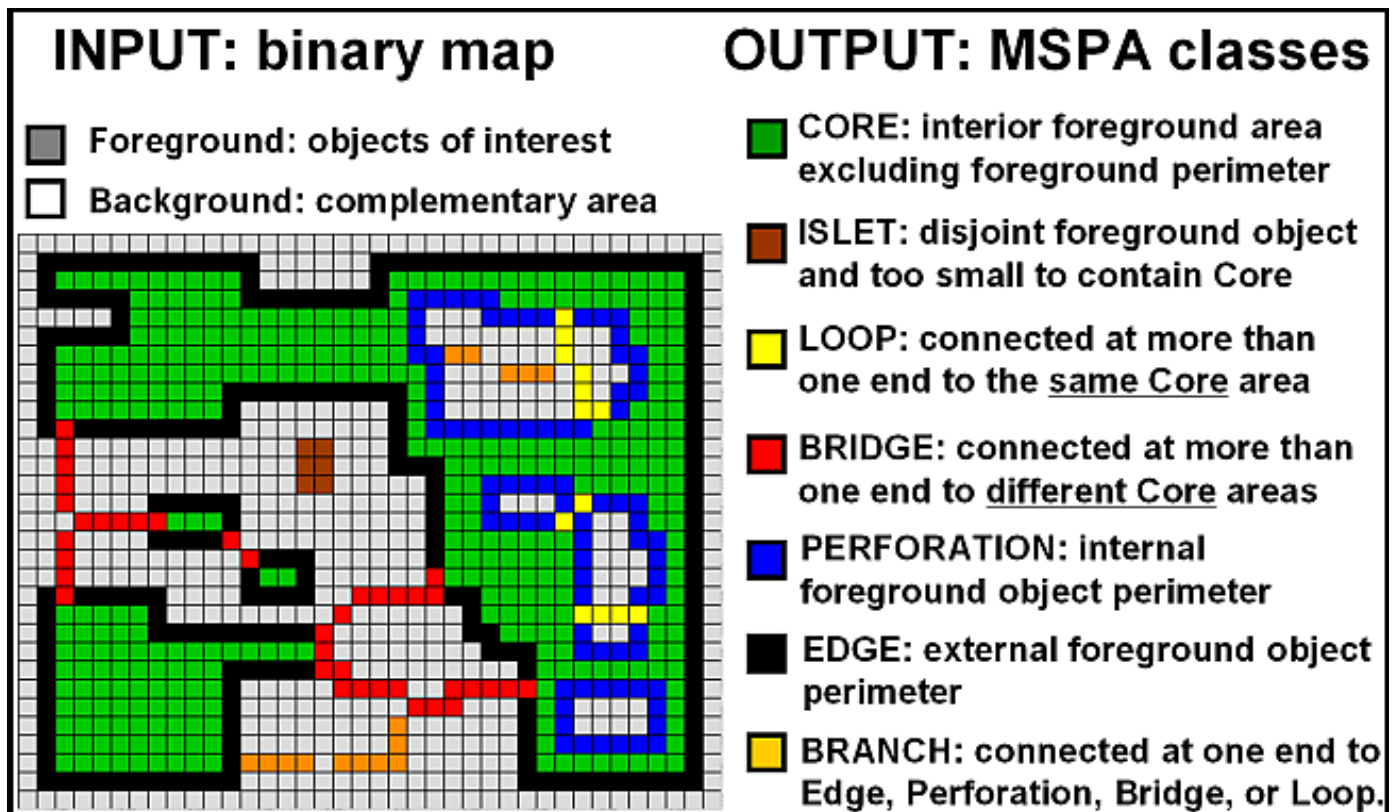 INPUT: binary map
Foreground: objects of interest
Background: complementary area
OUTPUT: MSPA classes
CORE: interior foreground area
excluding foreground perimeter
ISLET: disjoint foreground object
and too small to contain Core
LOOP: connected at more than
one end to the same Core area
BRIDGE: connected at more than
one end to different Core areas
PERFORATION: internal
foreground object perimeter
EDGE: external foreground object
perimeter
BRANCH: connected at one end to
Edge, Perforation, Bridge, or Loop.